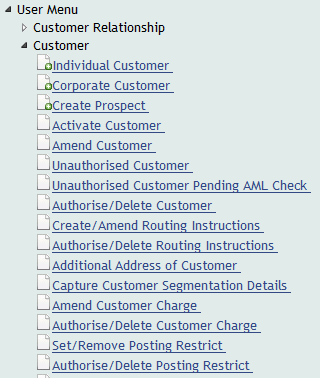 User Menu
Customer Relationship
Customer
Individual Customer
Corporate Customer
Create Prospect
Activate Customer
Amend Customer
Unauthorised Customer
Unauthorised Customer Pending AML Check
Authorise/Delete Customer
Create/Amend Routing Instructions
Authorise/Delete Routing Instructions
Additional Address of Customer
Capture Customer Segmentation Details
Amend Customer Charge
Authorise/Delete Customer Charge
Set/Remove Posting Restrict
Authorise/Delete Posting Restrict